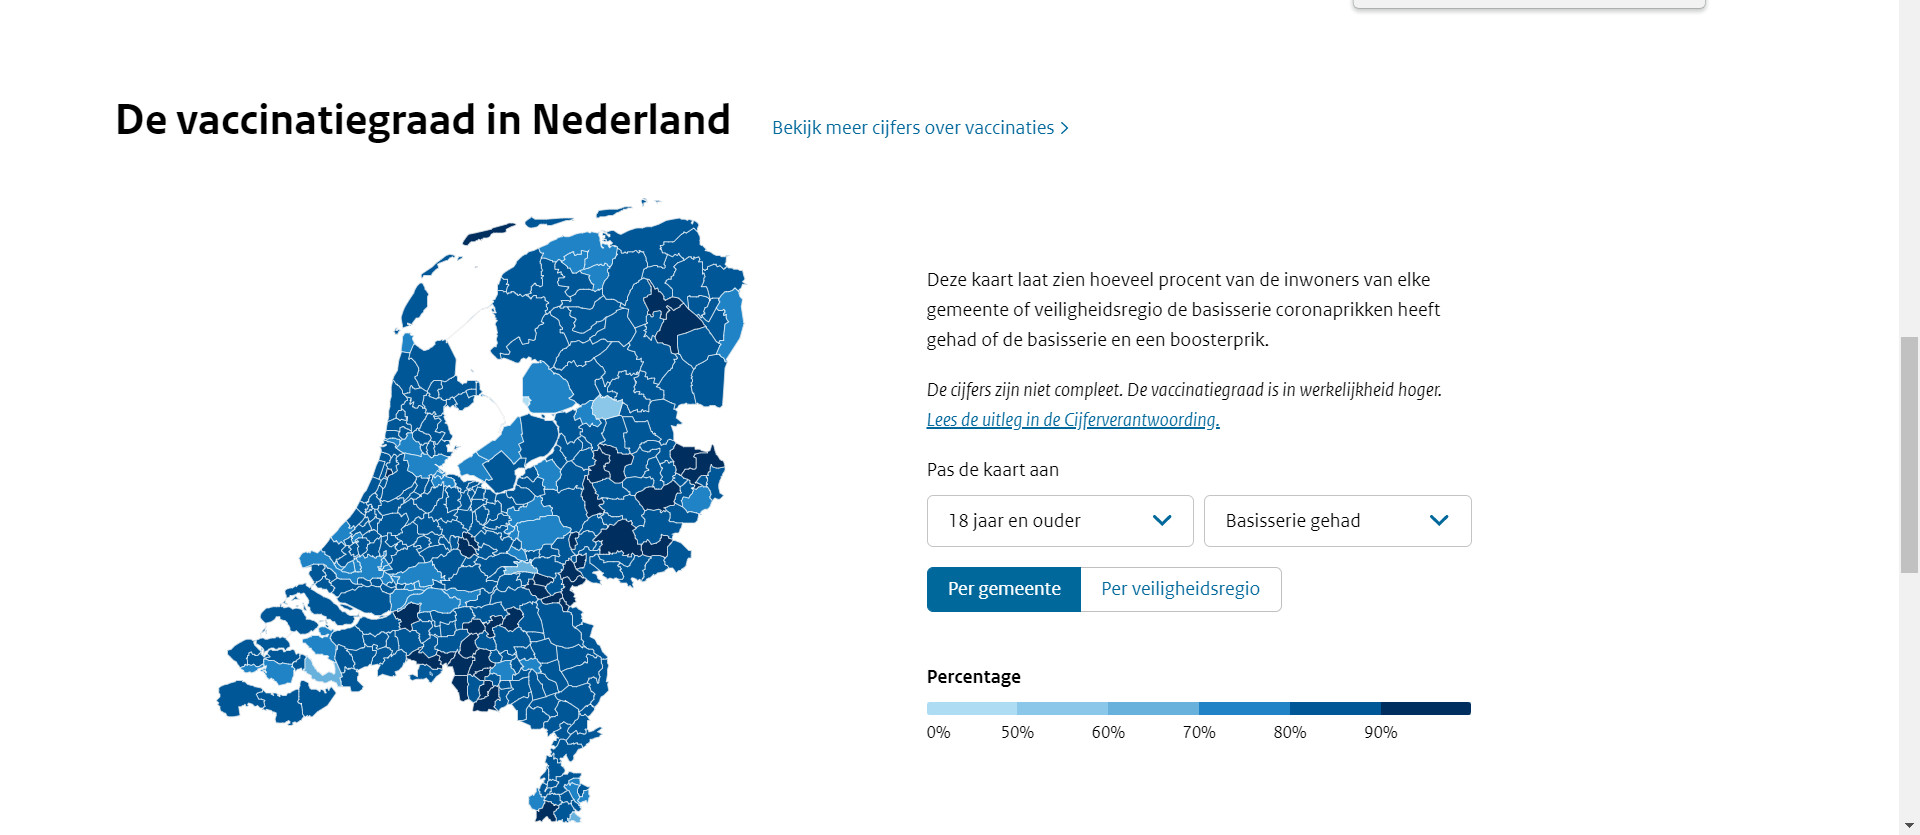 De vaccinatiegraad in Nederland
Bekijk meer cijfers over vaccinaties >
Deze kaart laat zien hoeveel procent van de inwoners van elke
gemeente of veiligheidsregio de basisserie coronaprikken heeft
gehad of de basisserie en een boosterprik.
De cijfers zijn niet compleet. De vaccinatiegraad is in werkelijkheid hoger.
Lees de uitleg in de Cijferverantwoording.
Pas de kaart aan
18 jaar en ouder
Basisserie gehad
Per gemeente
Per veiligheidsregio
Percentage
0% 50% 60% 70% 80% 90%